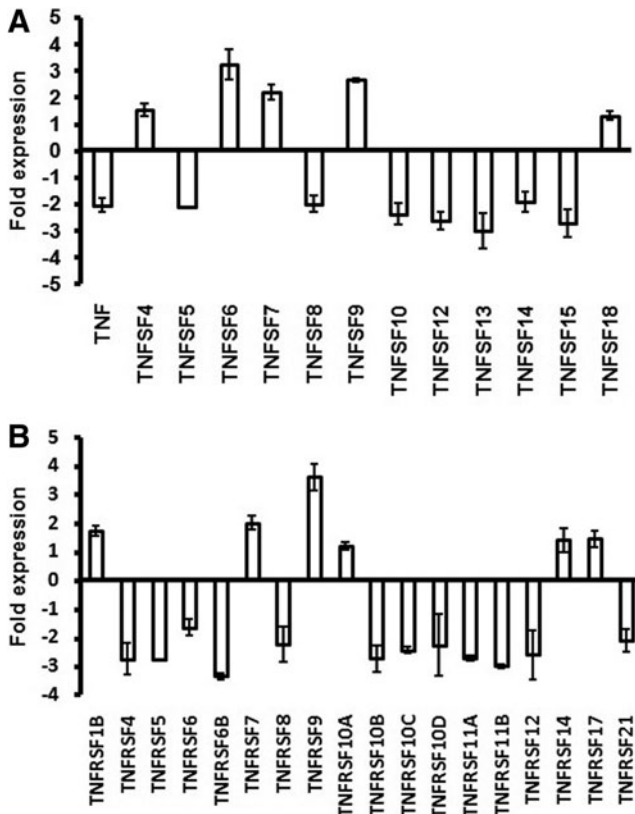 A
Fold expression
5
4
3
2
1
0
-1
-2
-3
-4
-5
TNF
TNFSF4
TNFSF5
TNFSF6
TNFSF7
TNFSF8
TNFSF9
TNFSF10
TNFSF12
TNFSF13
TNFSF14
TNFSF15
TNFSF18
B
Fold expression
5
4
3
2
1
0
-1
-2
-3
-4
TNFRSF1B
TNFRSF4
TNFRSF5
TNFRSF6
TNFRSF6B
TNFRSF7
TNFRSF8
TNFRSF9
TNFRSF10A
TNFRSF10B
TNFRSF10C
TNFRSF10D
TNFRSF11A
TNFRSF11B
TNFRSF12
TNFRSF14
TNFRSF17
TNFRSF21